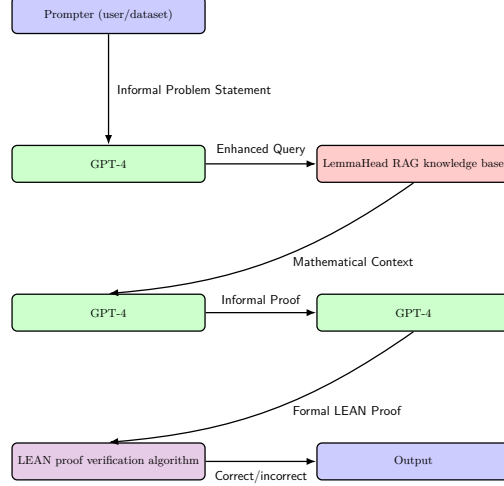 Prompter (user/dataset)
Informal Problem Statement
Enhanced Query
GPT-4
LemmaHead RAG knowledge base
Mathematical Context
Informal Proof
GPT-4
GPT-4
Formal LEAN Proof
LEAN proof verification algorithm
Output
Correct/incorrect